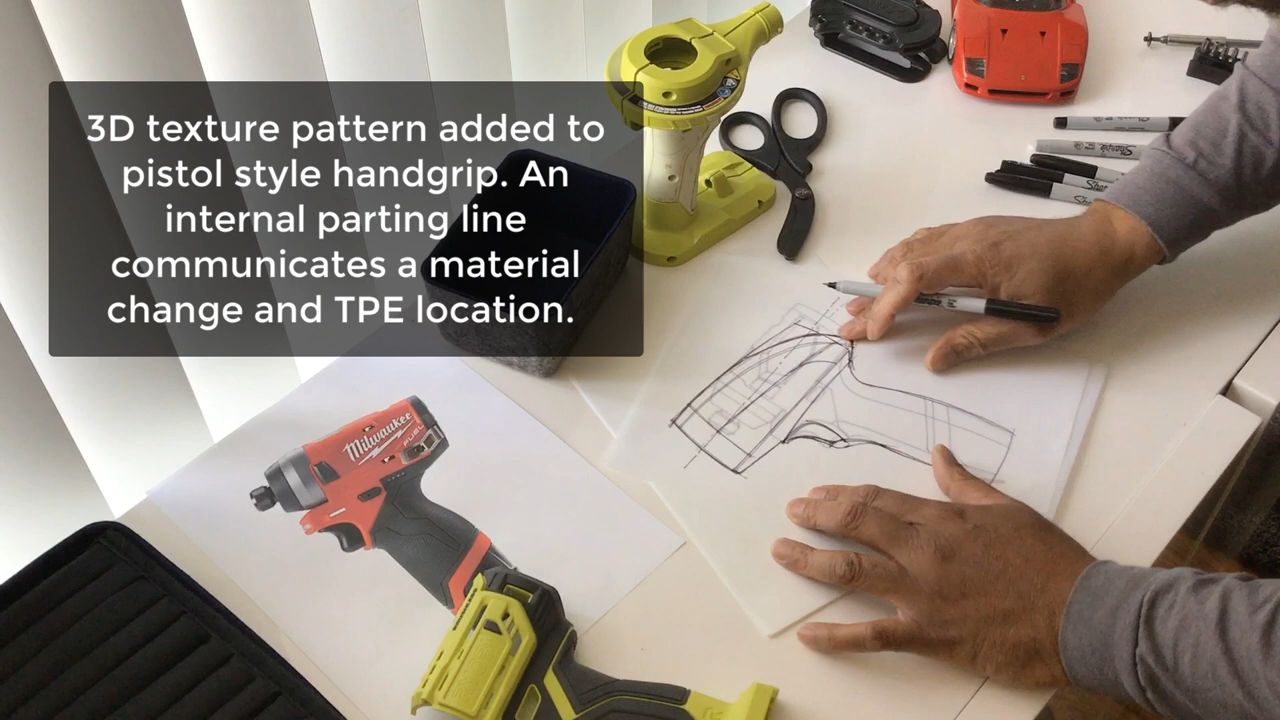 3D texture pattern added to
pistol style handgrip. An
internal parting line
communicates a material
change and TPE location.
Milwaukee
FUEL
Sharpie